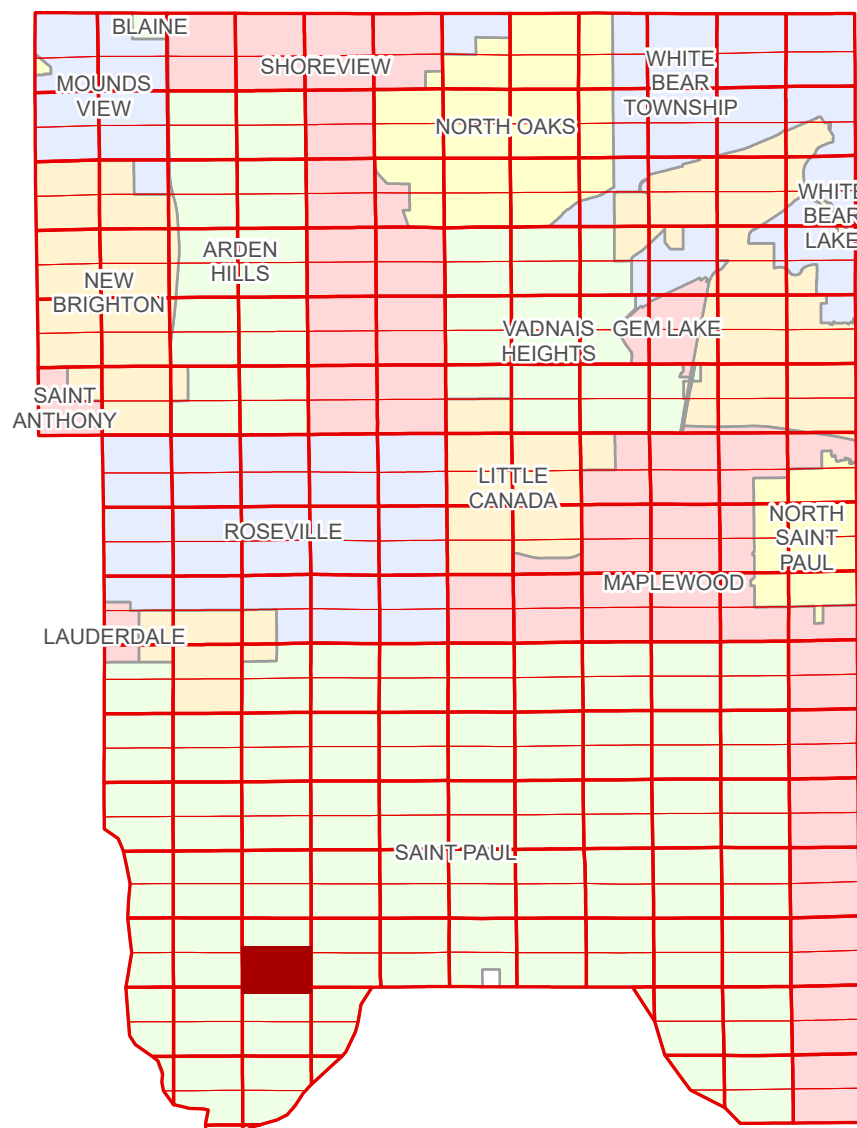 BLAINE
SHOREVIEW
WHITE
BEAR
TOWNSHIP
MOUNDS
VIEW
NORTH OAKS
WHITE
BEAR
LAKE
ARDEN
HILLS
NEW
BRIGHTON
VADNAIS
HEIGHTS
GEM LAKE
SAINT
ANTHONY
LITTLE
CANADA
NORTH
SAINT
PAUL
ROSEVILLE
MAPLEWOOD
LAUDERDALE
SAINT PAUL